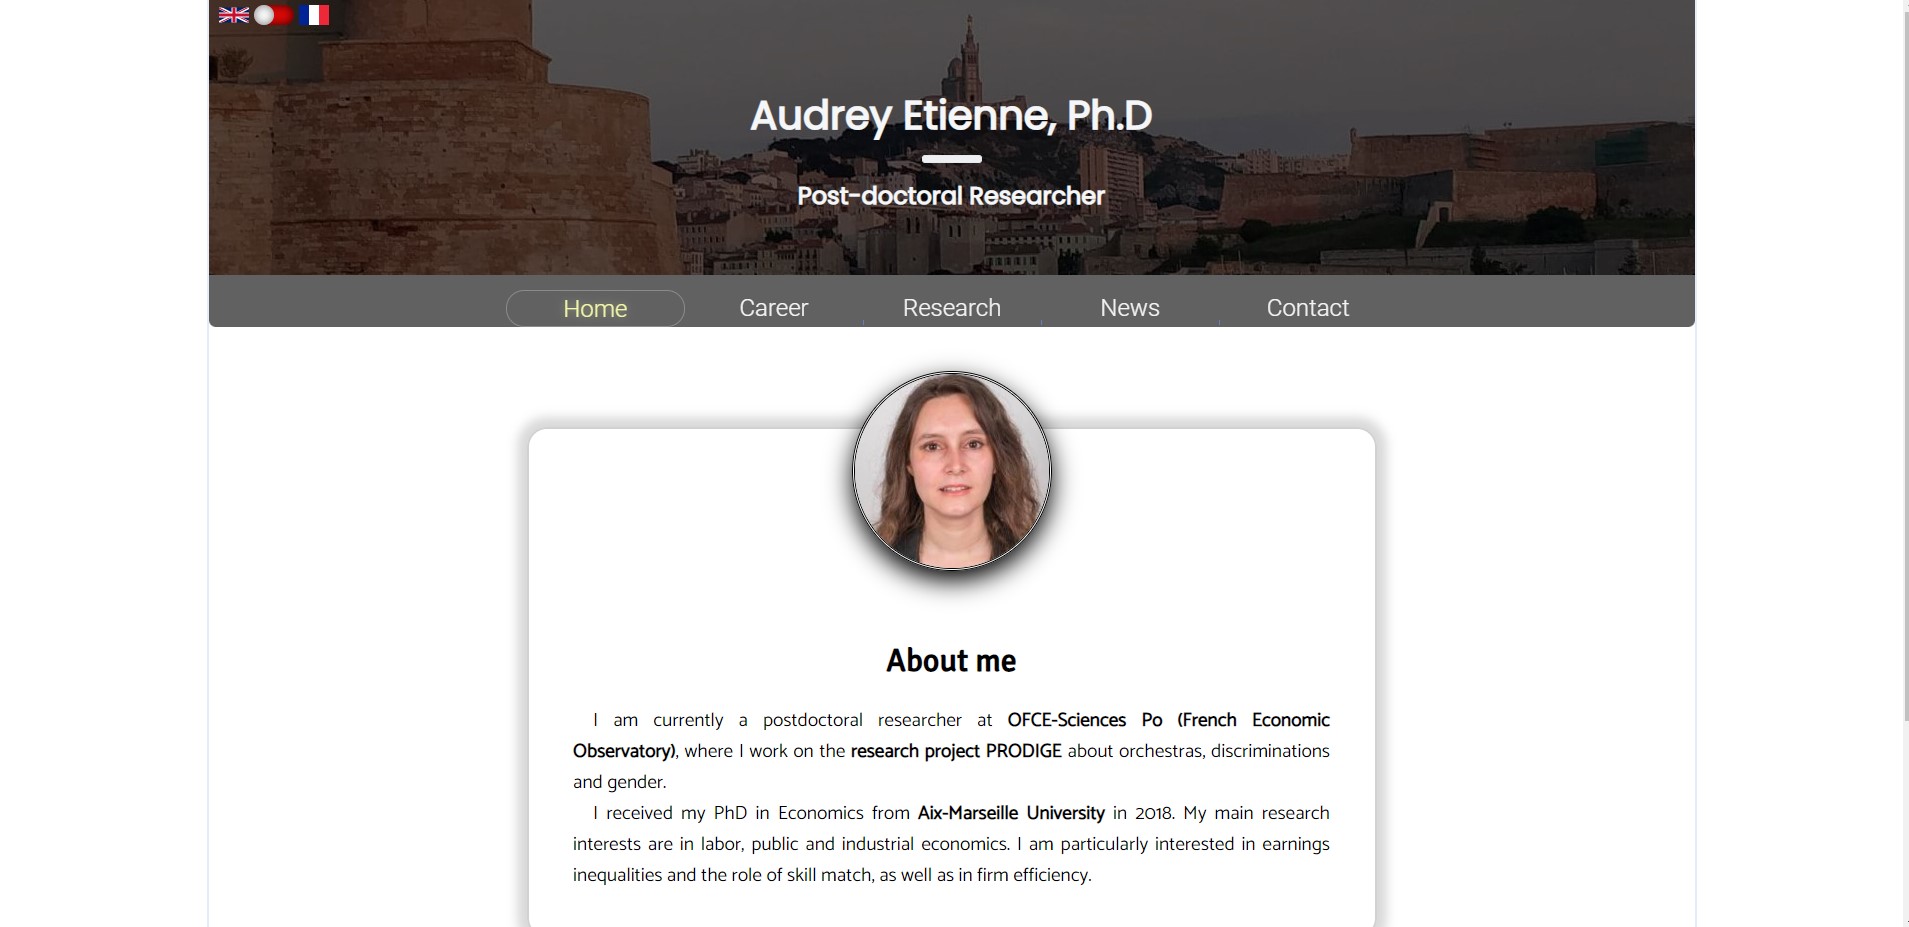 Audrey Etienne, Ph.D
Post-doctoral Researcher
Home Career Research News Contact
About me
I am currently a postdoctoral researcher at OFCE-Sciences Po (French Economic
Observatory), where I work on the research project PRODIGE about orchestras, discriminations
and gender.
I received my PhD in Economics from Aix-Marseille University in 2018. My main research
interests are in labor, public and industrial economics. I am particularly interested in earnings
inequalities and the role of skill match, as well as in firm efficiency.